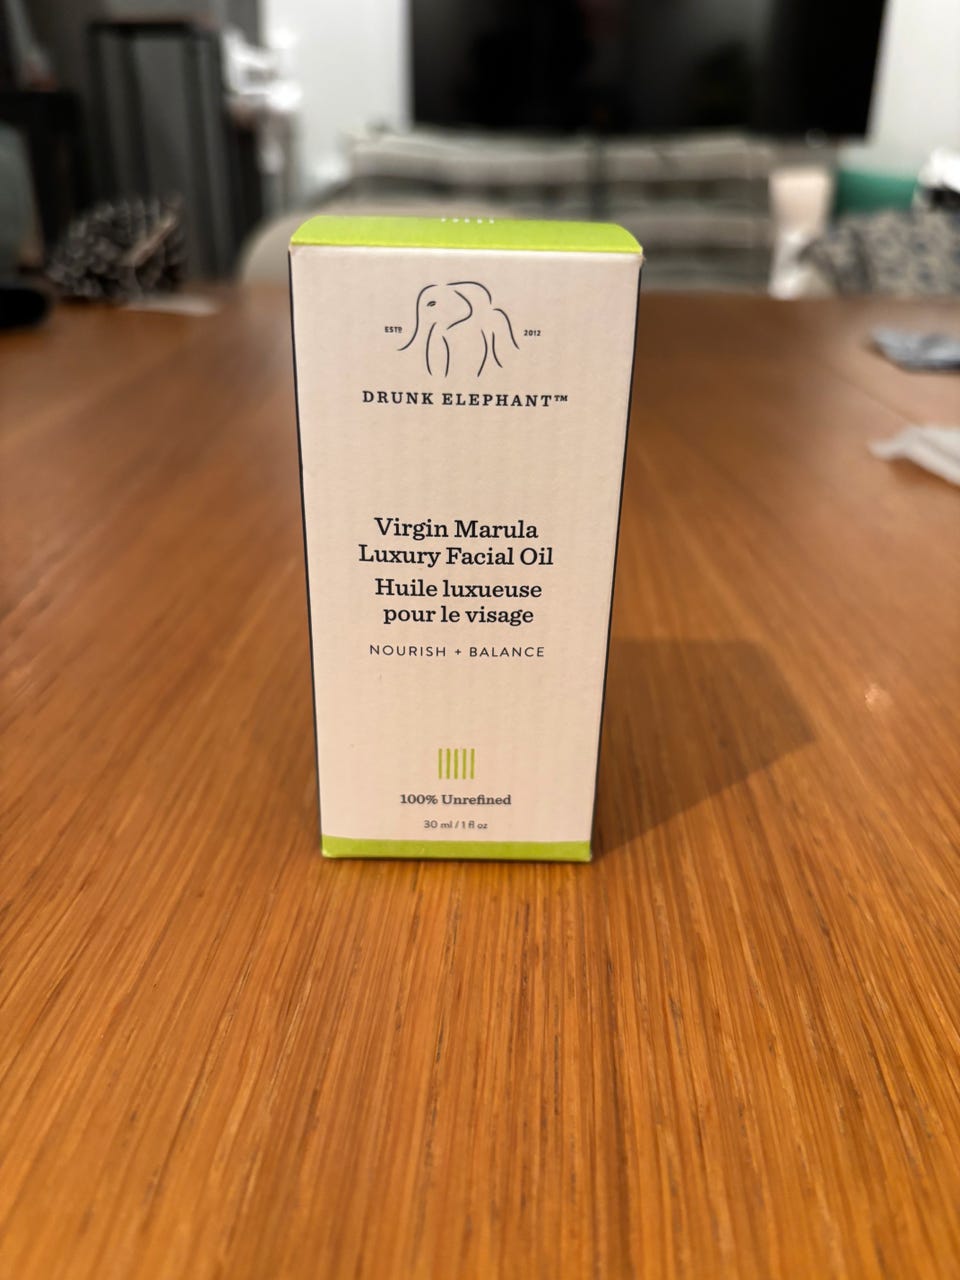 ESTD 2012
DRUNK ELEPHANT™
Virgin Marula
Luxury Facial Oil
Huile luxueuse
pour le visage
NOURISH + BALANCE
100% Unrefined
30 ml / 1 fl oz